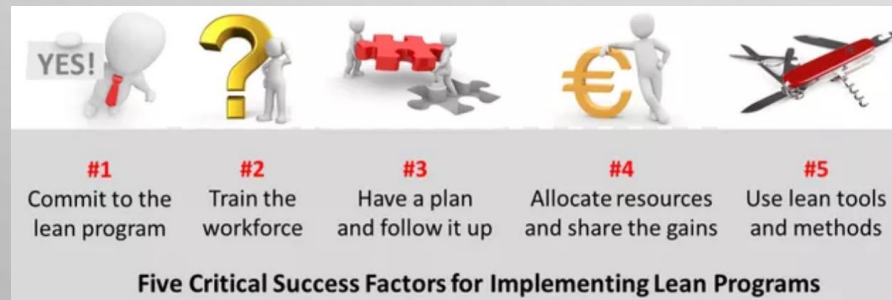 YES!
#1
Commit to the
lean program
#2
Train the
workforce
#3
Have a plan
and follow it up
#4
Allocate resources
and share the gains
#5
Use lean tools
and methods
Five Critical Success Factors for Implementing Lean Programs